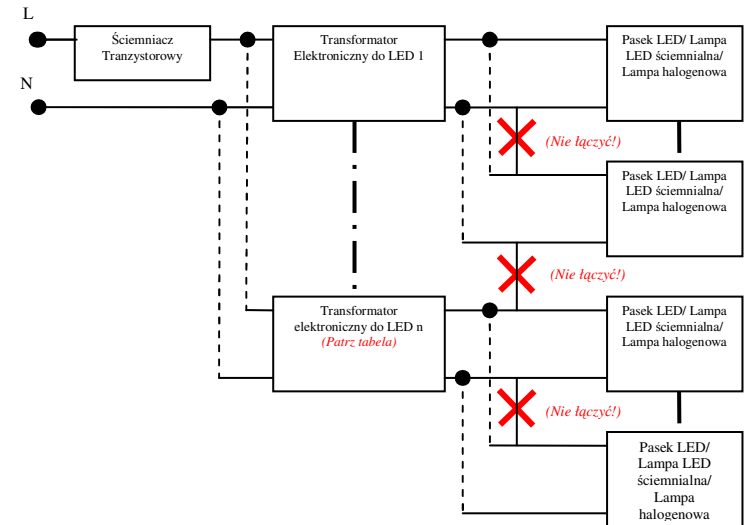 L
Ściemniacz
Tranzystorowy
Transformator
Elektroniczny do LED 1
Pasek LED/ Lampa
LED ściemnialna/
Lampa halogenowa
N
(Nie łączyć!)
Pasek LED/ Lampa
LED ściemnialna/
Lampa halogenowa
(Nie łączyć!)
Transformator
elektroniczny do LED n
(Patrz tabela)
Pasek LED/ Lampa
LED ściemnialna/
Lampa halogenowa
(Nie łączyć!)
Pasek LED/
Lampa LED
ściemnialna/
Lampa
halogenowa